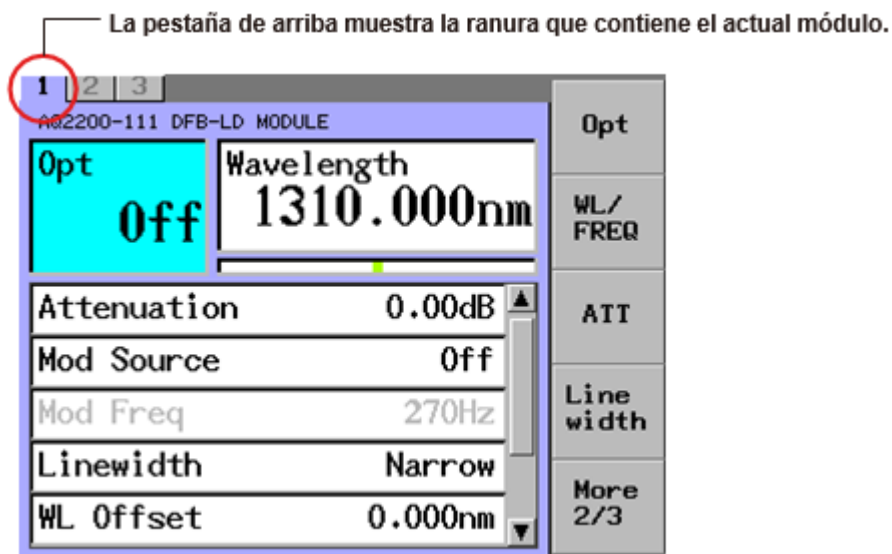 La pestaña de arriba muestra la ranura que contiene el actual módulo.
1 2 3
AQ2200-111 DFB-LD MODULE
Opt
Off
Wavelength
1310.000nm
Attenuation 0.00dB
Mod Source Off
Mod Freq 270Hz
Linewidth Narrow
WL Offset 0.000nm
Opt
WL/
FREQ
ATT
Line
width
More
2/3